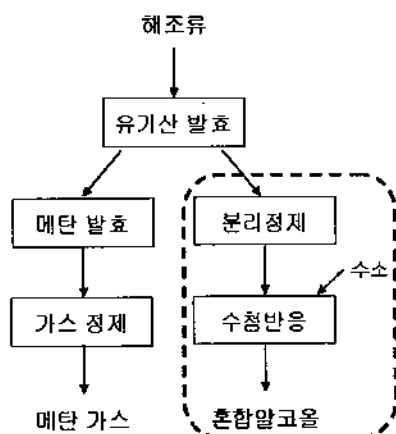 해조류
유기산 발효
메탄 발효
분리정제
수소
가스 정제
수첨반응
메탄 가스
혼합알코올